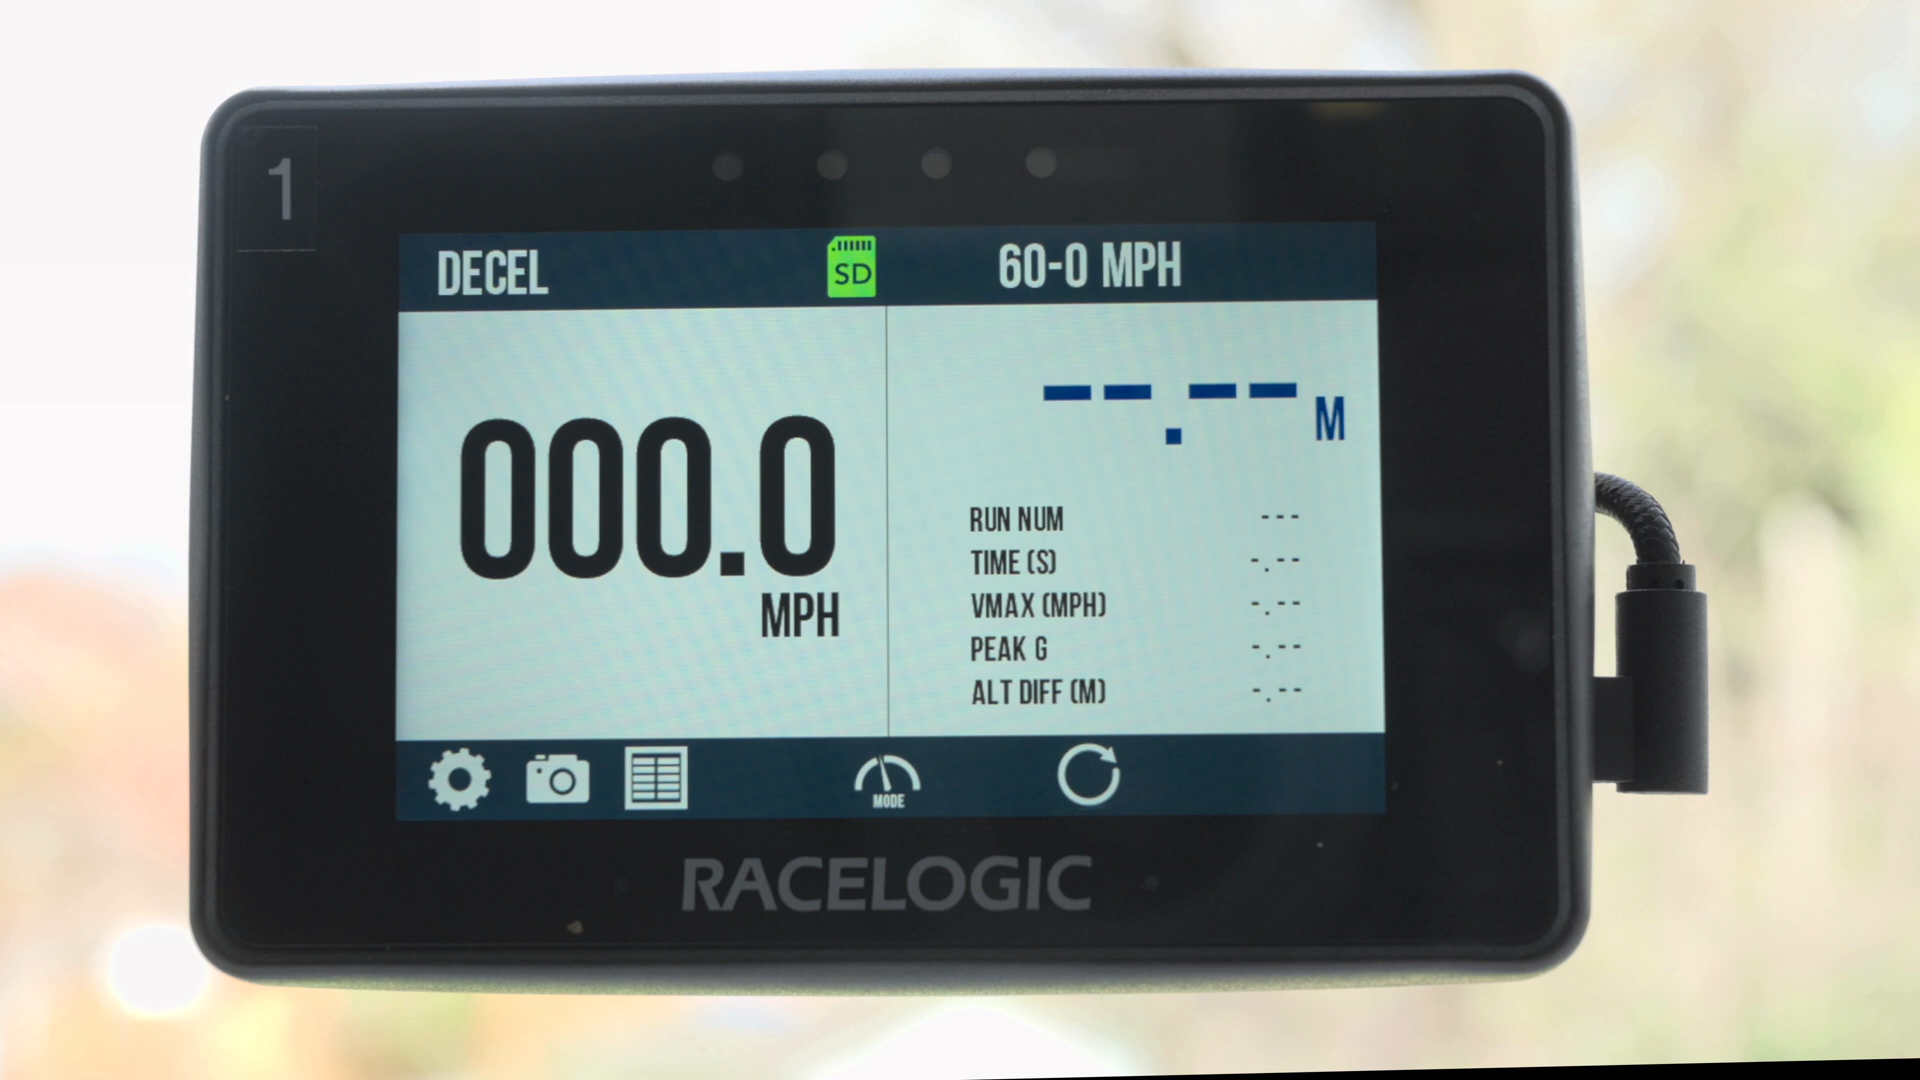 1
DECEL
SD
60-0 MPH
000.0
MPH
--.-- M
RUN NUM ---
TIME (S) -.--
VMAX (MPH) -.--
PEAK G -.--
ALT DIFF (M) -.--
MODE
RACELOGIC